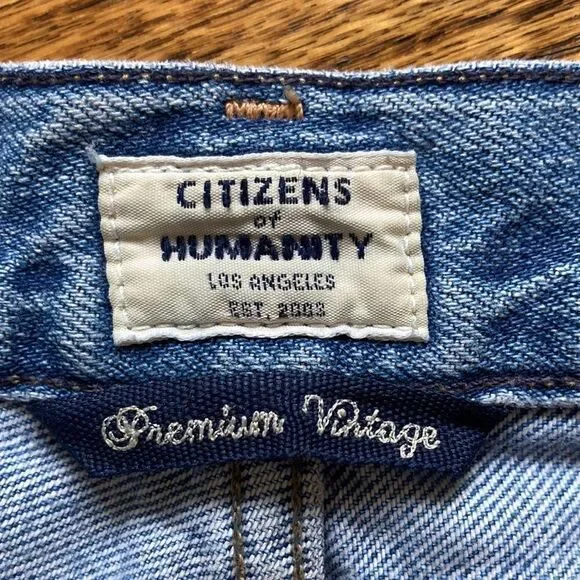 CITIZENS
of
HUMANITY
LOS ANGELES
EST. 2003
Premium Vintage